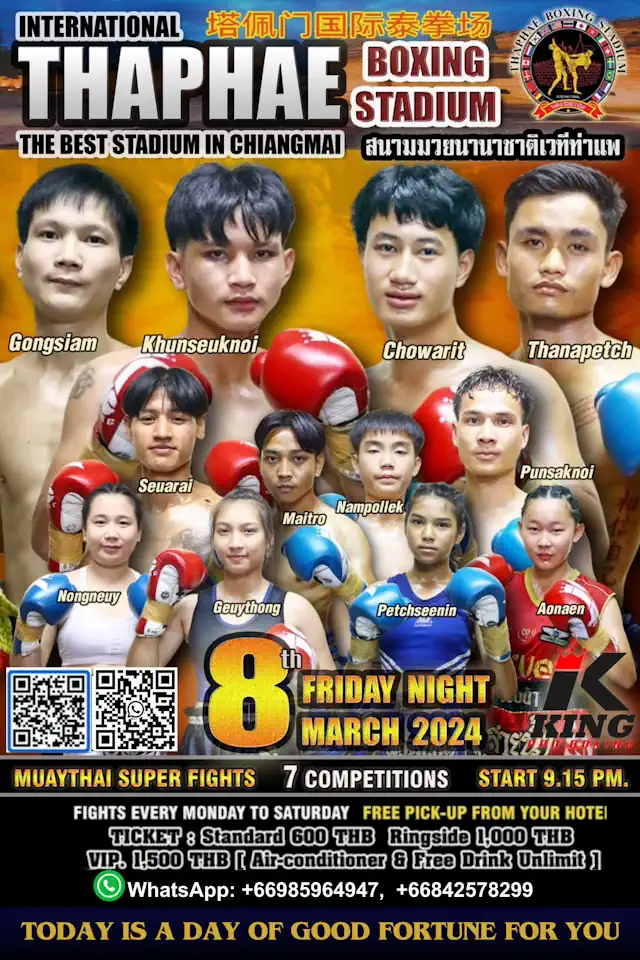 INTERNATIONAL 塔佩门国际泰拳场
THAPHAE BOXING STADIUM
THE BEST STADIUM IN CHIANGMAI สนามมวยนานาชาติเวทีท่าแพ
THAPHAE BOXING STADIUM
Gongsiam Khunseuknoi Chowarit Thanapetch
Seuarai Maitro Nampollek Punsaknoi
Nongneuy Geuythong Petchseenin Aonaen
8th FRIDAY NIGHT
MARCH 2024
KING
PRO BOXING
MUAYTHAI SUPER FIGHTS 7 COMPETITIONS START 9.15 PM.
FIGHTS EVERY MONDAY TO SATURDAY FREE PICK-UP FROM YOUR HOTEl
TICKET : Standard 600 THB Ringside 1,000 THB
VIP. 1,500 THB [ Air-conditioner & Free Drink Unlimit ]
WhatsApp: +66985964947, +66842578299
TODAY IS A DAY OF GOOD FORTUNE FOR YOU